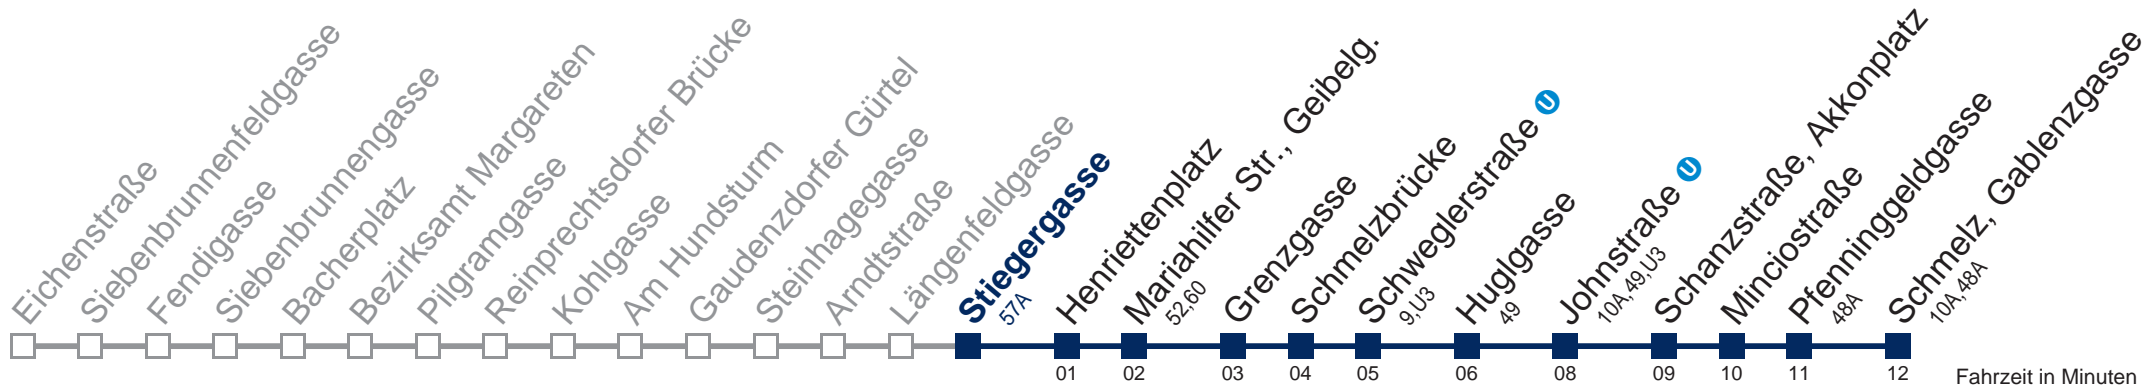 Eichenstraße
Siebenbrunnenfeldgasse
Fendigasse
Siebenbrunnengasse
Bacherplatz
Bezirksamt Margareten
Pilgramgasse
Reinprechtsdorfer Brücke
Kohlgasse
Am Hundsturm
Gaudenzdorfer Gürtel
Steinhagegasse
Arndtstraße
Längenfeldgasse
Stiegergasse
57A
Henriettenplatz
Mariahilfer Str., Geibelg.
52,60
Grenzgasse
Schmelzbrücke
Schweglerstraße U
9,U3
Huglgasse
49
Johnstraße U
10A,49,U3
Schanzstraße, Akkonplatz
Minciostraße
Pfenninggeldgasse
48A
Schmelz, Gablenzgasse
10A,48A
01 02 03 04 05 06 08 09 10 11 12 Fahrzeit in Minuten